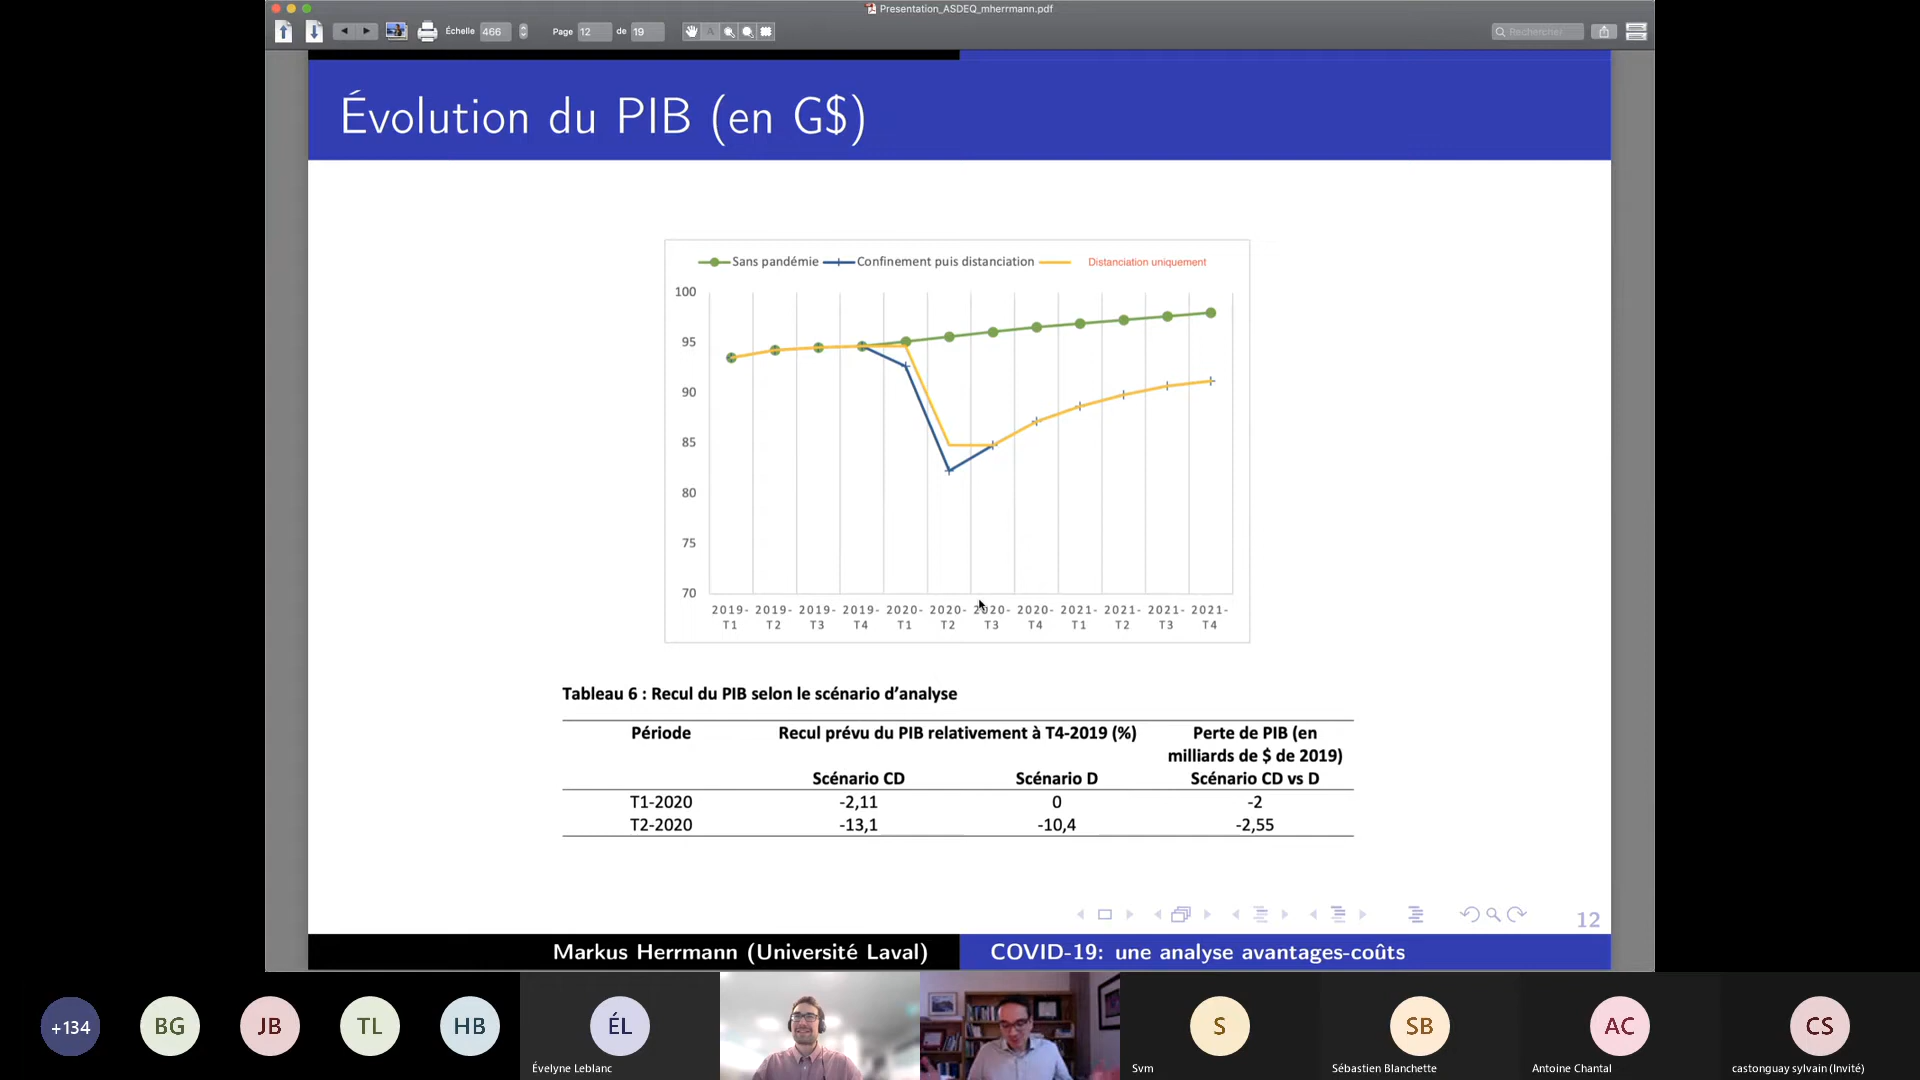 Presentation_ASDEQ_mherrmann.pdf
Échelle 466 Page 12 de 19 Rechercher
Évolution du PIB (en G$)
Sans pandémie Confinement puis distanciation Distanciation uniquement
100
95
90
85
80
75
70
2019-T1 2019-T2 2019-T3 2019-T4 2020-T1 2020-T2 2020-T3 2020-T4 2021-T1 2021-T2 2021-T3 2021-T4
Tableau 6 : Recul du PIB selon le scénario d'analyse
Période Recul prévu du PIB relativement à T4-2019 (%) Perte de PIB (en
milliards de $ de 2019)
Scénario CD Scénario D Scénario CD vs D
T1-2020 -2,11 0 -2
T2-2020 -13,1 -10,4 -2,55
12
Markus Herrmann (Université Laval) COVID-19: une analyse avantages-coûts
+134 BG JB TL HB ÉL S SB AC CS
Évelyne Leblanc Svm Sébastien Blanchette Antoine Chantal castonguay sylvain (Invité)